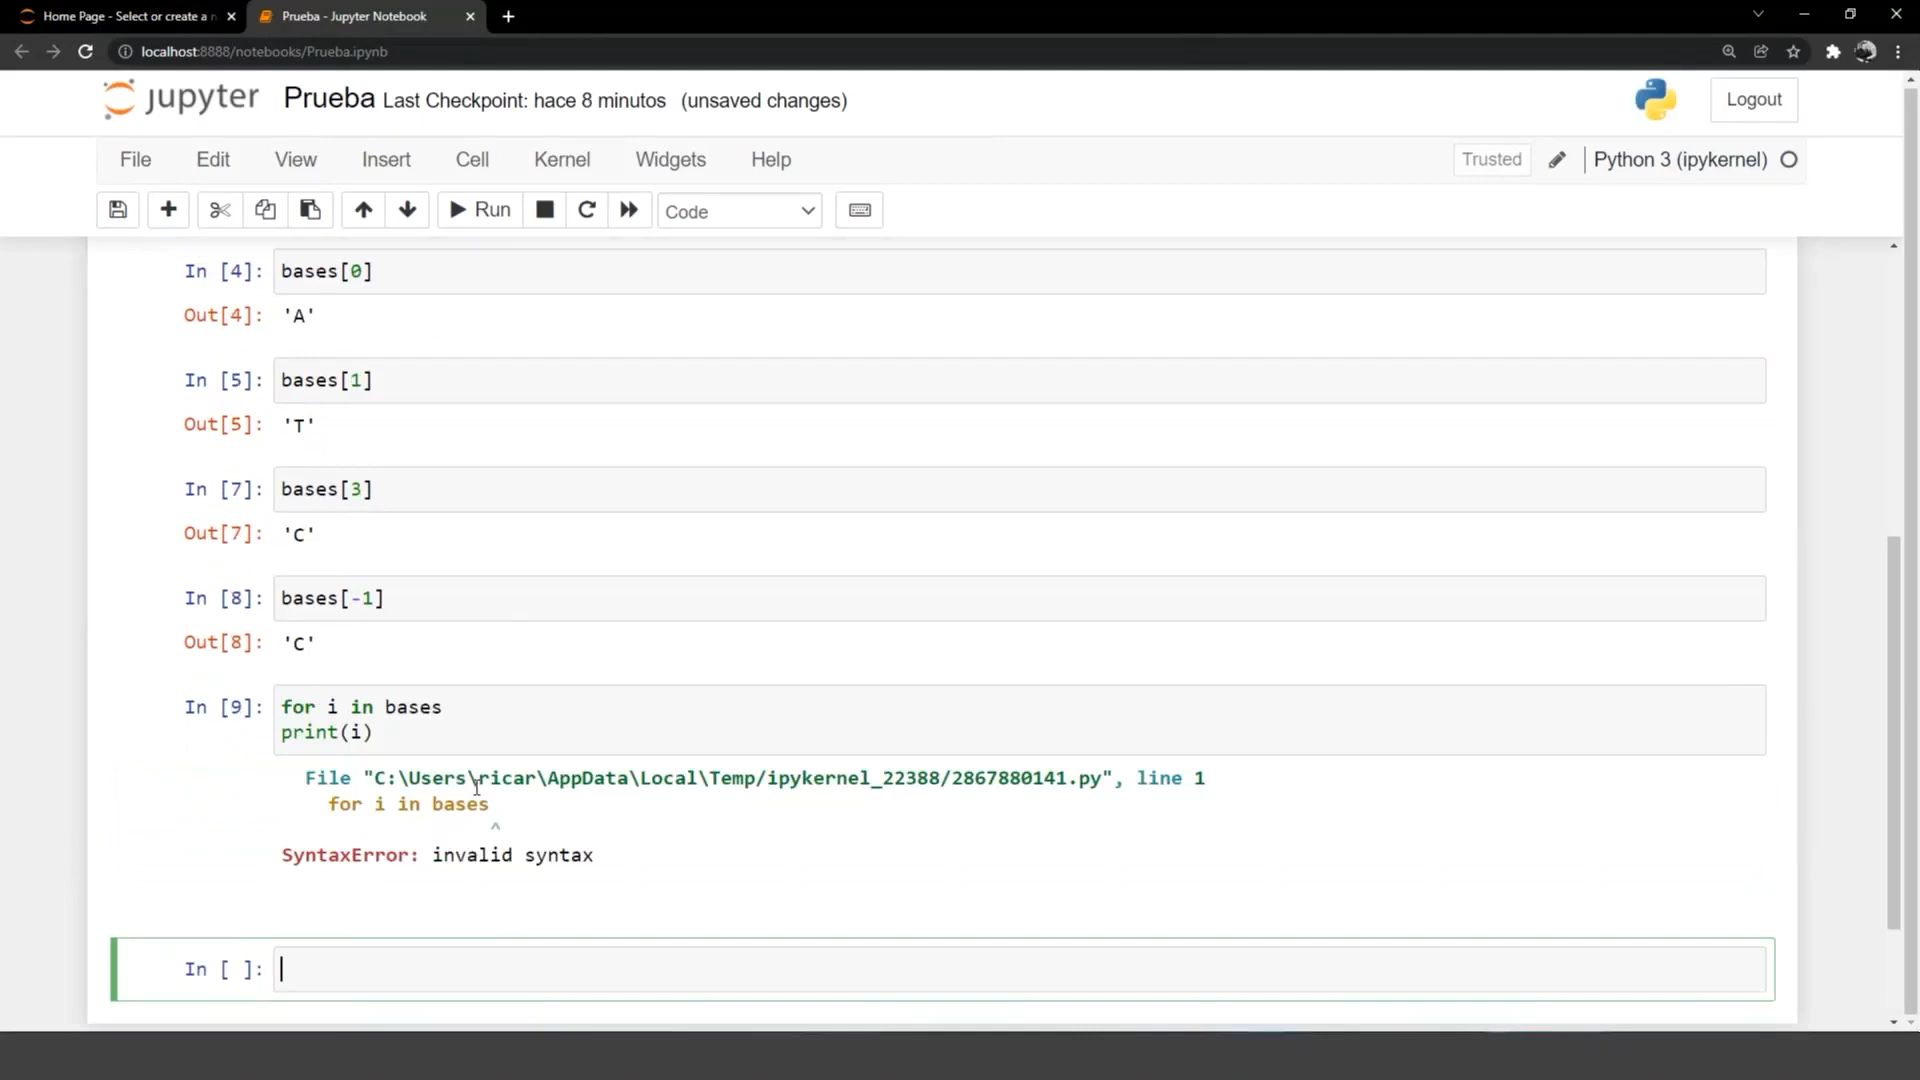 Home Page - Select or create a n
Prueba - Jupyter Notebook
localhost:8888/notebooks/Prueba.ipynb
jupyter Prueba Last Checkpoint: hace 8 minutos (unsaved changes)
Logout
File Edit View Insert Cell Kernel Widgets Help
Trusted
Python 3 (ipykernel)
Run
Code
In [4]: bases[0]
Out[4]: 'A'
In [5]: bases[1]
Out[5]: 'T'
In [7]: bases[3]
Out[7]: 'C'
In [8]: bases[-1]
Out[8]: 'C'
In [9]: for i in bases
print(i)
File "C:\Users\ricar\AppData\Local\Temp/ipykernel_22388/2867880141.py", line 1
for i in bases
^
SyntaxError: invalid syntax
In [ ]: